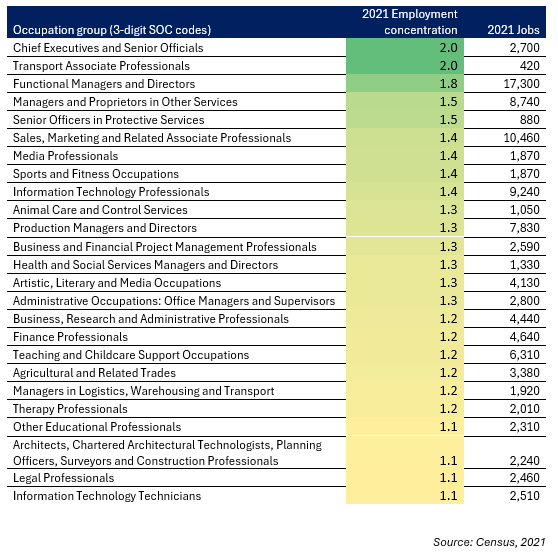 2021 Employment
Occupation group (3-digit SOC codes) concentration 2021 Jobs
Chief Executives and Senior Officials 2.0 2,700
Transport Associate Professionals 2.0 420
Functional Managers and Directors 1.8 17,300
Managers and Proprietors in Other Services 1.5 8,740
Senior Officers in Protective Services 1.5 880
Sales, Marketing and Related Associate Professionals 1.4 10,460
Media Professionals 1.4 1,870
Sports and Fitness Occupations 1.4 1,870
Information Technology Professionals 1.4 9,240
Animal Care and Control Services 1.3 1,050
Production Managers and Directors 1.3 7,830
Business and Financial Project Management Professionals 1.3 2,590
Health and Social Services Managers and Directors 1.3 1,330
Artistic, Literary and Media Occupations 1.3 4,130
Administrative Occupations: Office Managers and Supervisors 1.3 2,800
Business, Research and Administrative Professionals 1.2 4,440
Finance Professionals 1.2 4,640
Teaching and Childcare Support Occupations 1.2 6,310
Agricultural and Related Trades 1.2 3,380
Managers in Logistics, Warehousing and Transport 1.2 1,920
Therapy Professionals 1.2 2,010
Other Educational Professionals 1.1 2,310
Architects, Chartered Architectural Technologists, Planning
Officers, Surveyors and Construction Professionals 1.1 2,240
Legal Professionals 1.1 2,460
Information Technology Technicians 1.1 2,510
Source: Census, 2021